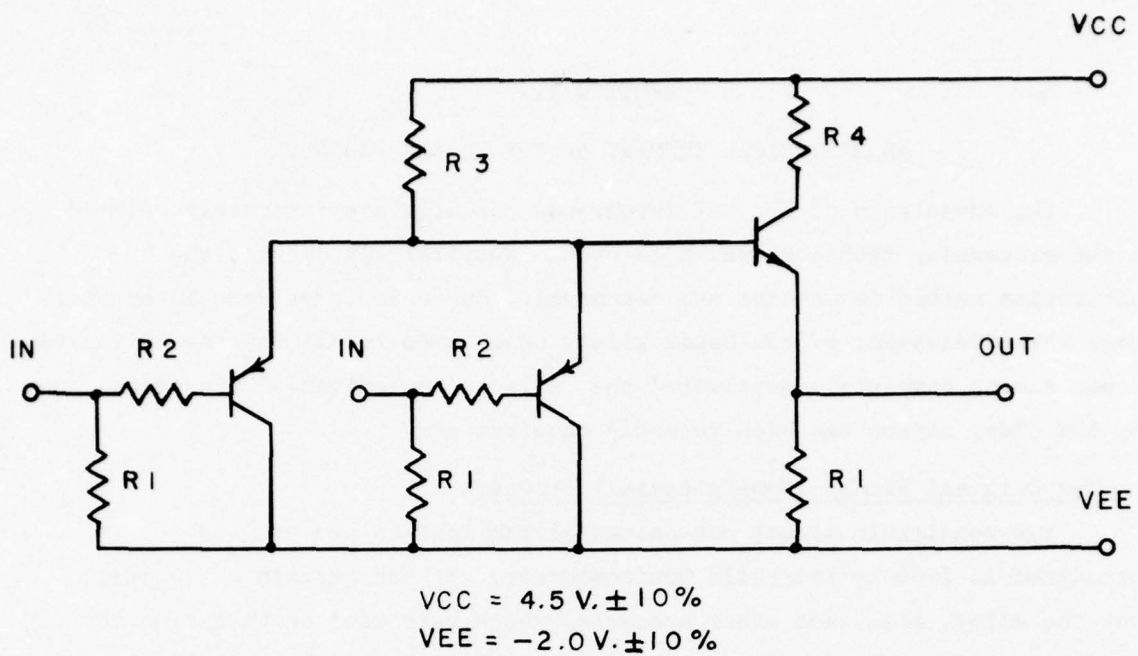 VCC
R4
R3
IN
R2
IN
R2
OUT
R1
R1
R1
VEE
VCC = 4.5 V. ± 10%
VEE = -2.0 V. ± 10%